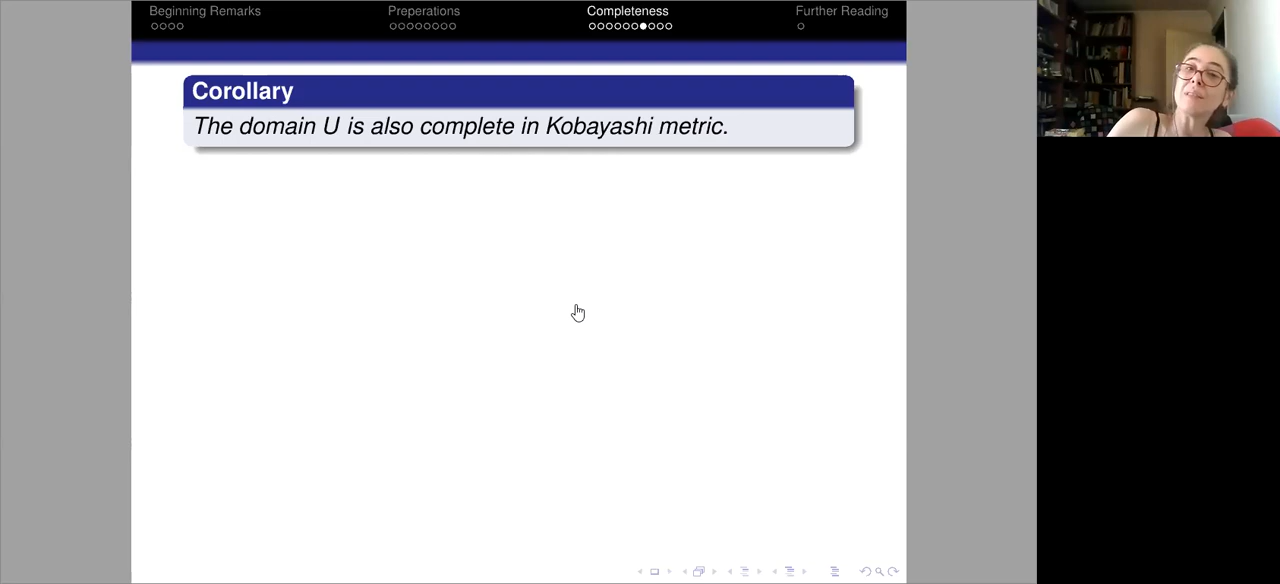 Beginning Remarks
Preperations
Completeness
Further Reading
Corollary
The domain U is also complete in Kobayashi metric.